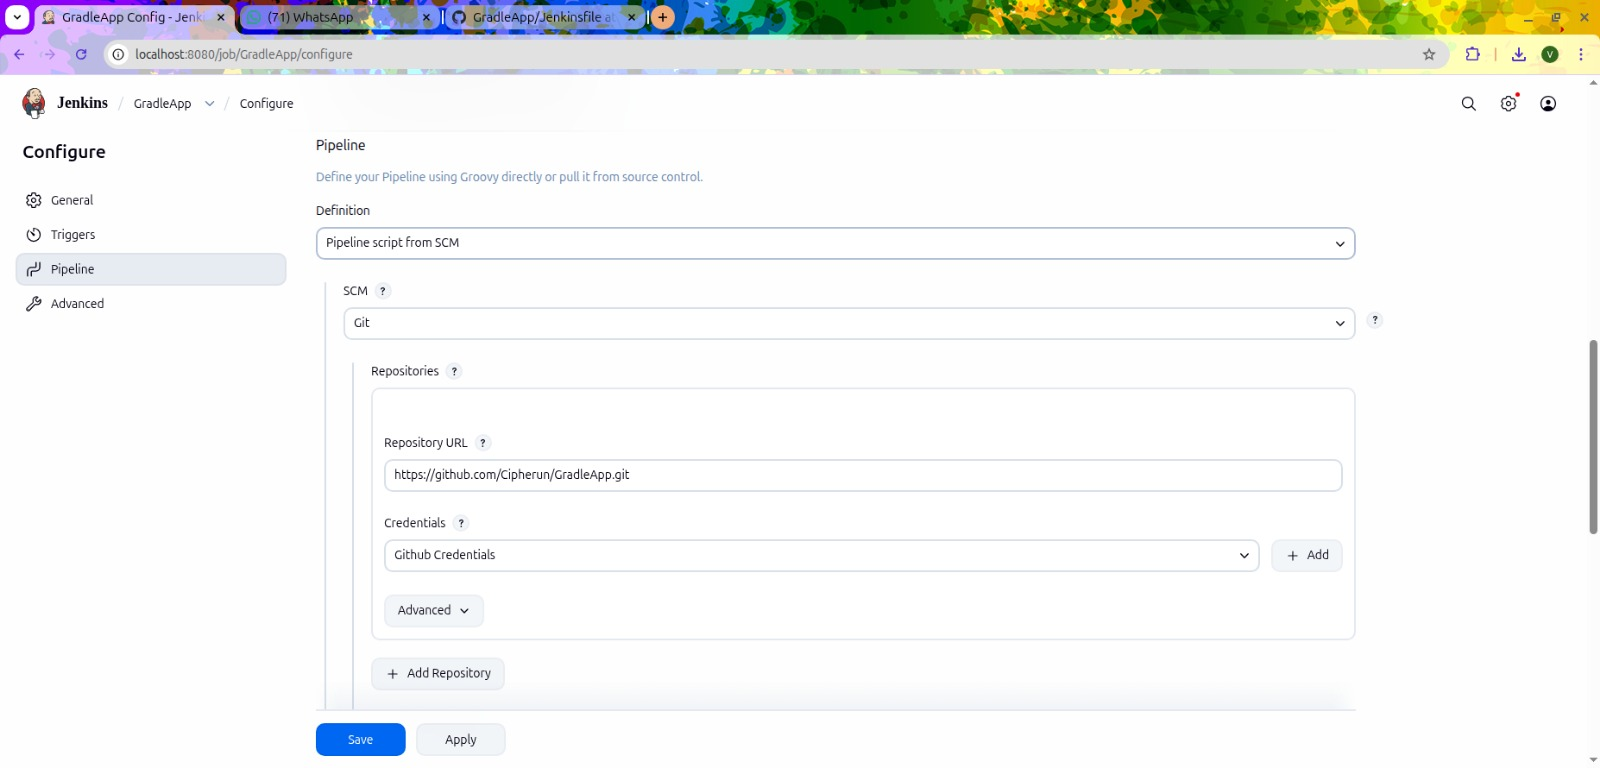 GradleApp Config - Jenki
(71) WhatsApp
GradleApp/Jenkinsfile at
localhost:8080/job/GradleApp/configure
V
Jenkins / GradleApp / Configure
Configure
General
Triggers
Pipeline
Advanced
Pipeline
Define your Pipeline using Groovy directly or pull it from source control.
Definition
Pipeline script from SCM
SCM ?
Git
?
Repositories ?
Repository URL ?
https://github.com/Cipherun/GradleApp.git
Credentials ?
Github Credentials
+ Add
Advanced
+ Add Repository
Save
Apply